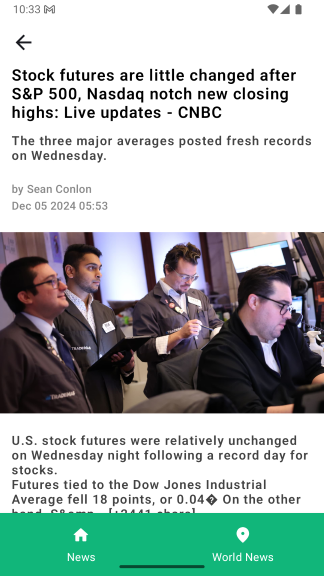 10:33
Stock futures are little changed after
S&P 500, Nasdaq notch new closing
highs: Live updates - CNBC
The three major averages posted fresh records
on Wednesday.
by Sean Conlon
Dec 05 2024 05:53
U.S. stock futures were relatively unchanged
on Wednesday night following a record day for
stocks.
Futures tied to the Dow Jones Industrial
Average fell 18 points, or 0.04� On the other
hand, S&amp… [+2441 chars]
News
World News